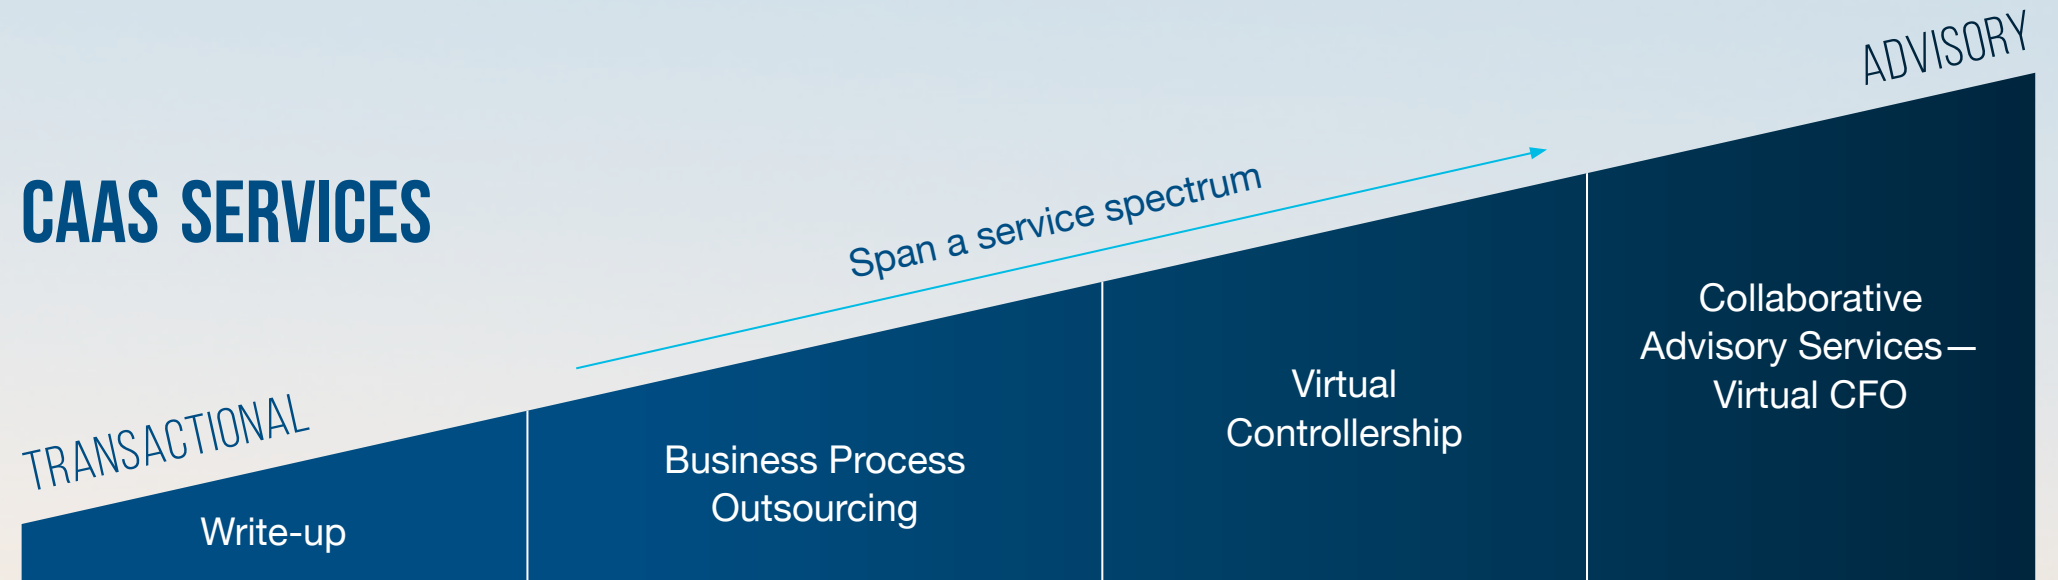 ADVISORY
CAAS SERVICES
Span a service spectrum
TRANSACTIONAL
Write-up
Business Process
Outsourcing
Virtual
Controllership
Collaborative
Advisory Services—
Virtual CFO